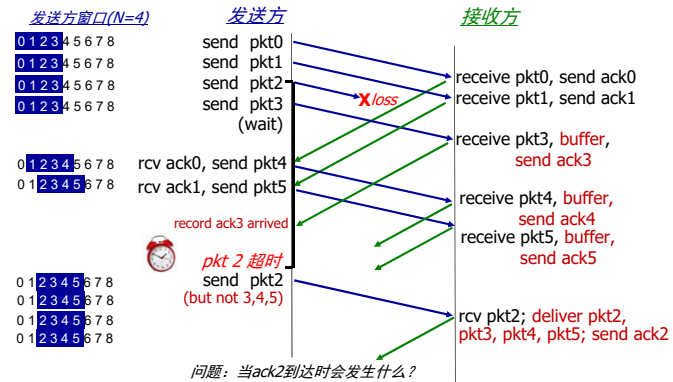 发送方窗口(N=4)
发送方
接收方
0 1 2 3 4 5 6 7 8
send pkt0
0 1 2 3 4 5 6 7 8
send pkt1
0 1 2 3 4 5 6 7 8
send pkt2
0 1 2 3 4 5 6 7 8
send pkt3
(wait)
X loss
receive pkt0, send ack0
receive pkt1, send ack1
receive pkt3, buffer,
send ack3
0 1 2 3 4 5 6 7 8
rcv ack0, send pkt4
0 1 2 3 4 5 6 7 8
rcv ack1, send pkt5
record ack3 arrived
receive pkt4, buffer,
send ack4
receive pkt5, buffer,
send ack5
pkt 2 超时
0 1 2 3 4 5 6 7 8
send pkt2
0 1 2 3 4 5 6 7 8
(but not 3,4,5)
0 1 2 3 4 5 6 7 8
0 1 2 3 4 5 6 7 8
rcv pkt2; deliver pkt2,
pkt3, pkt4, pkt5; send ack2
问题：当ack2到达时会发生什么？